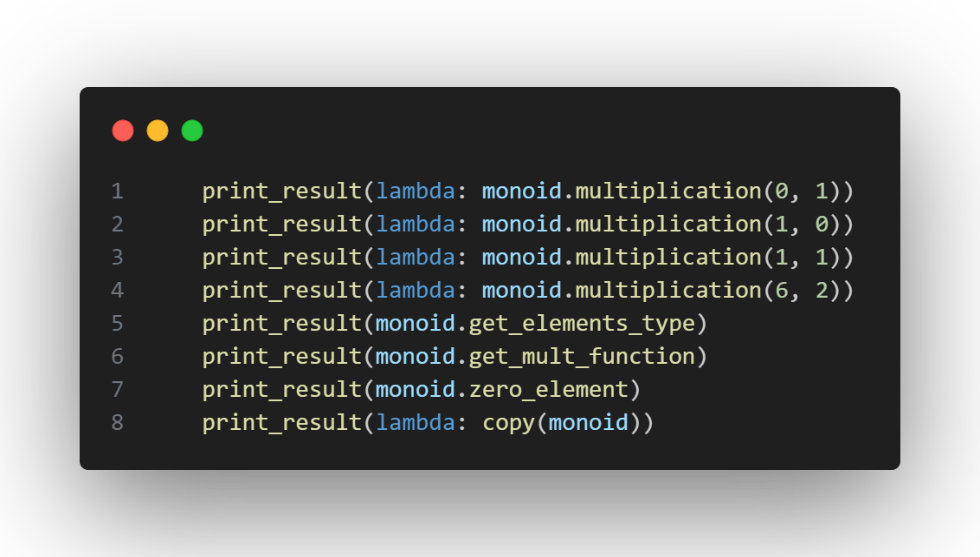 1 print_result(lambda: monoid.multiplication(0, 1))
2 print_result(lambda: monoid.multiplication(1, 0))
3 print_result(lambda: monoid.multiplication(1, 1))
4 print_result(lambda: monoid.multiplication(6, 2))
5 print_result(monoid.get_elements_type)
6 print_result(monoid.get_mult_function)
7 print_result(monoid.zero_element)
8 print_result(lambda: copy(monoid))